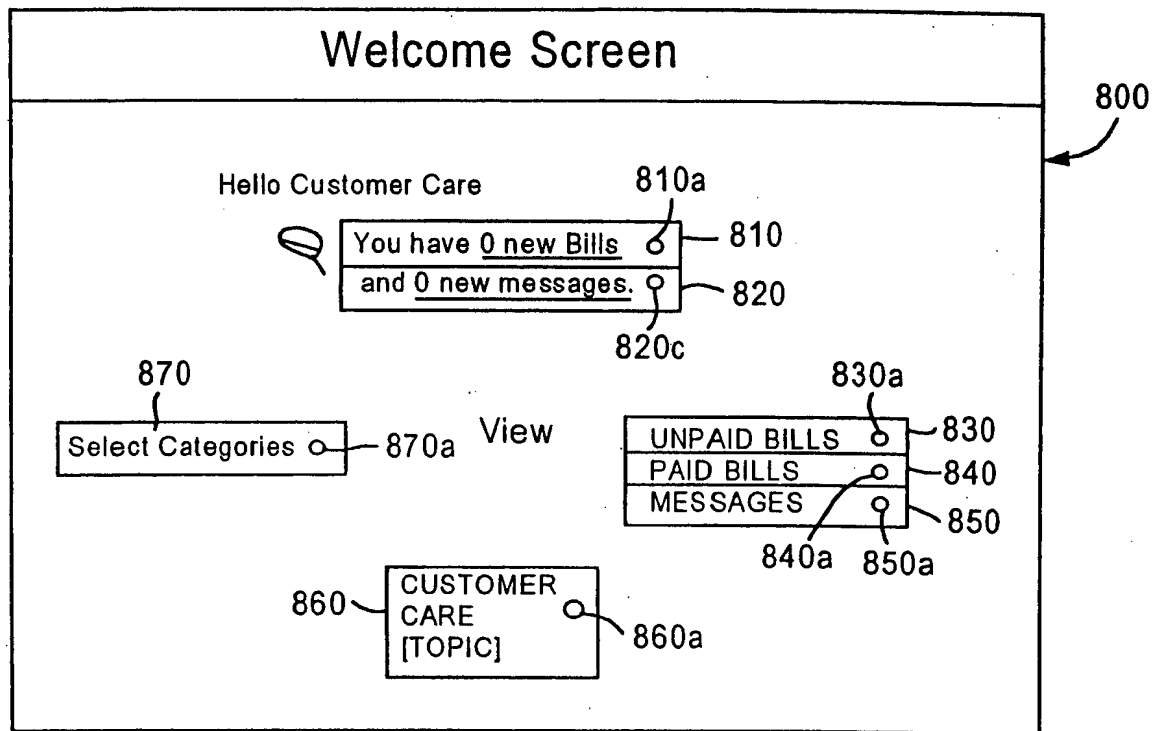 Welcome Screen
800
Hello Customer Care
810a
You have 0 new Bills
810
and 0 new messages.
820
820c
870
830a
Select Categories
870a
View
UNPAID BILLS
830
PAID BILLS
840
MESSAGES
850
840a
850a
860
CUSTOMER
CARE
[TOPIC]
860a